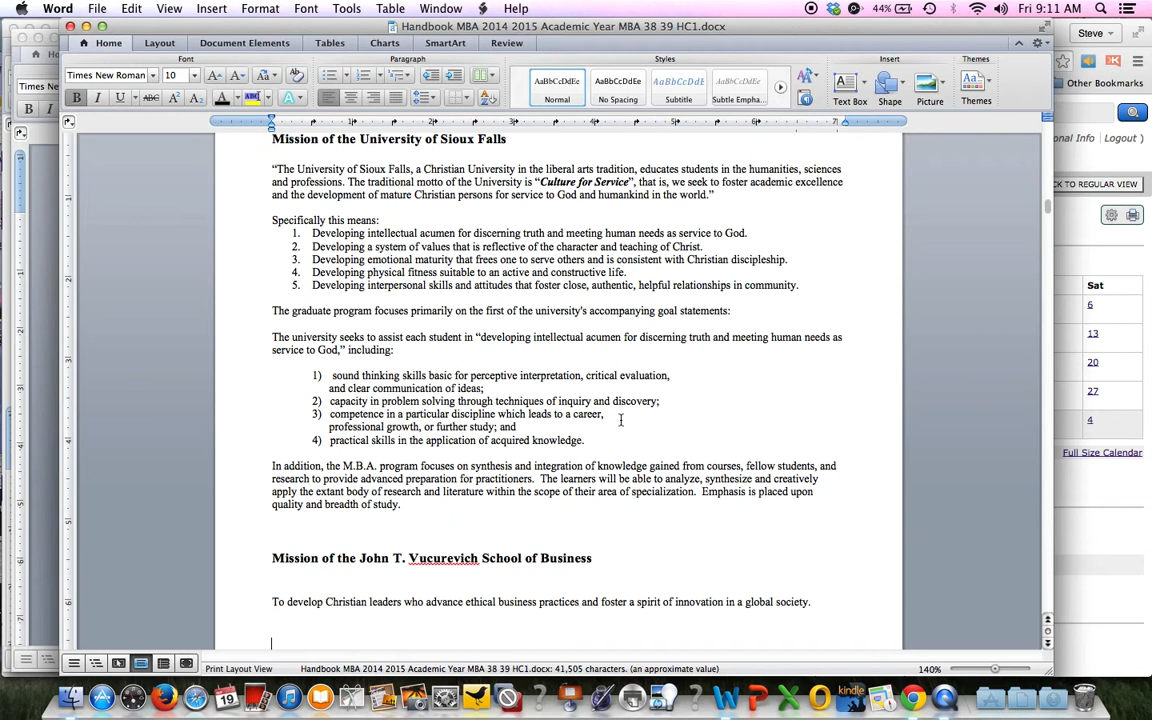 Word File Edit View Insert Format Font Tools Table Window Help 44% Fri 9:11 AM
Handbook MBA 2014 2015 Academic Year MBA 38 39 HC1.docx
Steve
Home Layout Document Elements Tables Charts SmartArt Review
Font Paragraph Styles Insert Themes
Other Bookmarks
Times New Roman 10
AaBbCcDdEe AaBbCcDdEe AaBbCcDdE AaBbCcDdEe
Normal No Spacing Subtitle Subtle Empha...
Text Box Shape Picture Themes
B I U ABC A² A₂ A
Mission of the University of Sioux Falls
onal Info ( Logout )
“The University of Sioux Falls, a Christian University in the liberal arts tradition, educates students in the humanities, sciences
and professions. The traditional motto of the University is “Culture for Service”, that is, we seek to foster academic excellence
and the development of mature Christian persons for service to God and humankind in the world.”
CK TO REGULAR VIEW
Specifically this means:
1. Developing intellectual acumen for discerning truth and meeting human needs as service to God.
2. Developing a system of values that is reflective of the character and teaching of Christ.
3. Developing emotional maturity that frees one to serve others and is consistent with Christian discipleship.
4. Developing physical fitness suitable to an active and constructive life.
5. Developing interpersonal skills and attitudes that foster close, authentic, helpful relationships in community.
Sat
6
13
20
27
4
Full Size Calendar
The graduate program focuses primarily on the first of the university's accompanying goal statements:
The university seeks to assist each student in “developing intellectual acumen for discerning truth and meeting human needs as
service to God,” including:
1) sound thinking skills basic for perceptive interpretation, critical evaluation,
and clear communication of ideas;
2) capacity in problem solving through techniques of inquiry and discovery;
3) competence in a particular discipline which leads to a career,
professional growth, or further study; and
4) practical skills in the application of acquired knowledge.
In addition, the M.B.A. program focuses on synthesis and integration of knowledge gained from courses, fellow students, and
research to provide advanced preparation for practitioners. The learners will be able to analyze, synthesize and creatively
apply the extant body of research and literature within the scope of their area of specialization. Emphasis is placed upon
quality and breadth of study.
Mission of the John T. Vucurevich School of Business
To develop Christian leaders who advance ethical business practices and foster a spirit of innovation in a global society.
Print Layout View Handbook MBA 2014 2015 Academic Year MBA 38 39 HC1.docx: 41,505 characters. (an approximate value) 140%